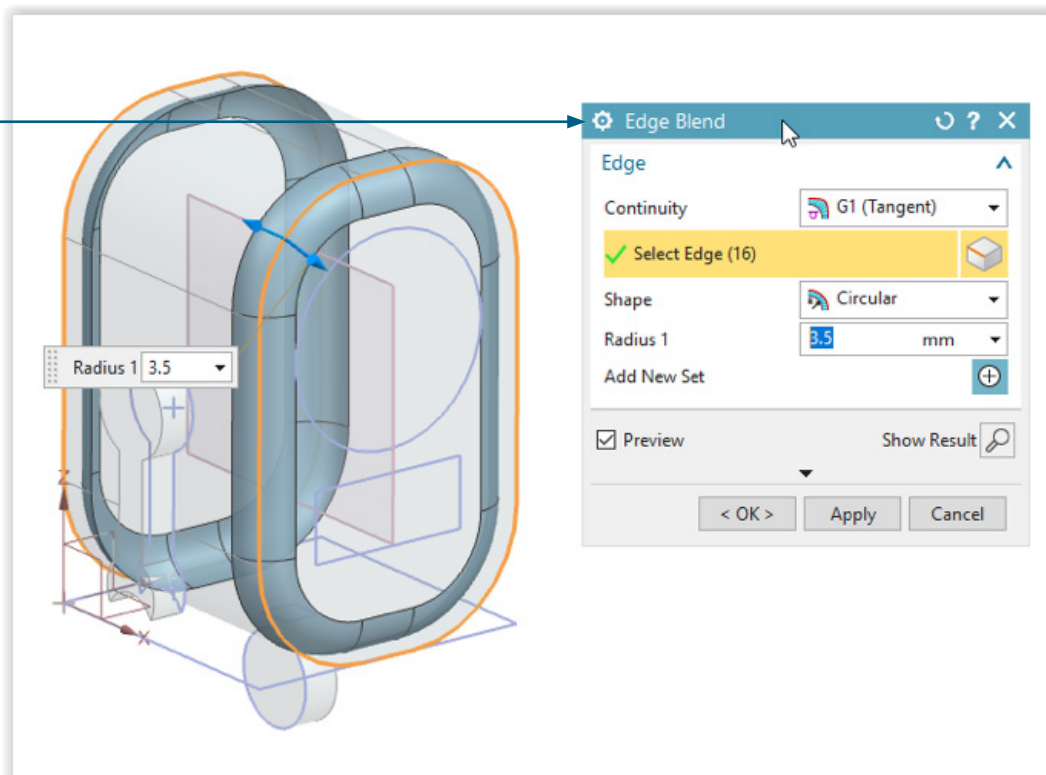 Edge Blend
?
Edge
Continuity G1 (Tangent)
Select Edge (16)
Shape Circular
Radius 1 3.5 mm
Radius 1 3.5
Add New Set
Preview Show Result
< OK > Apply Cancel
Z
X